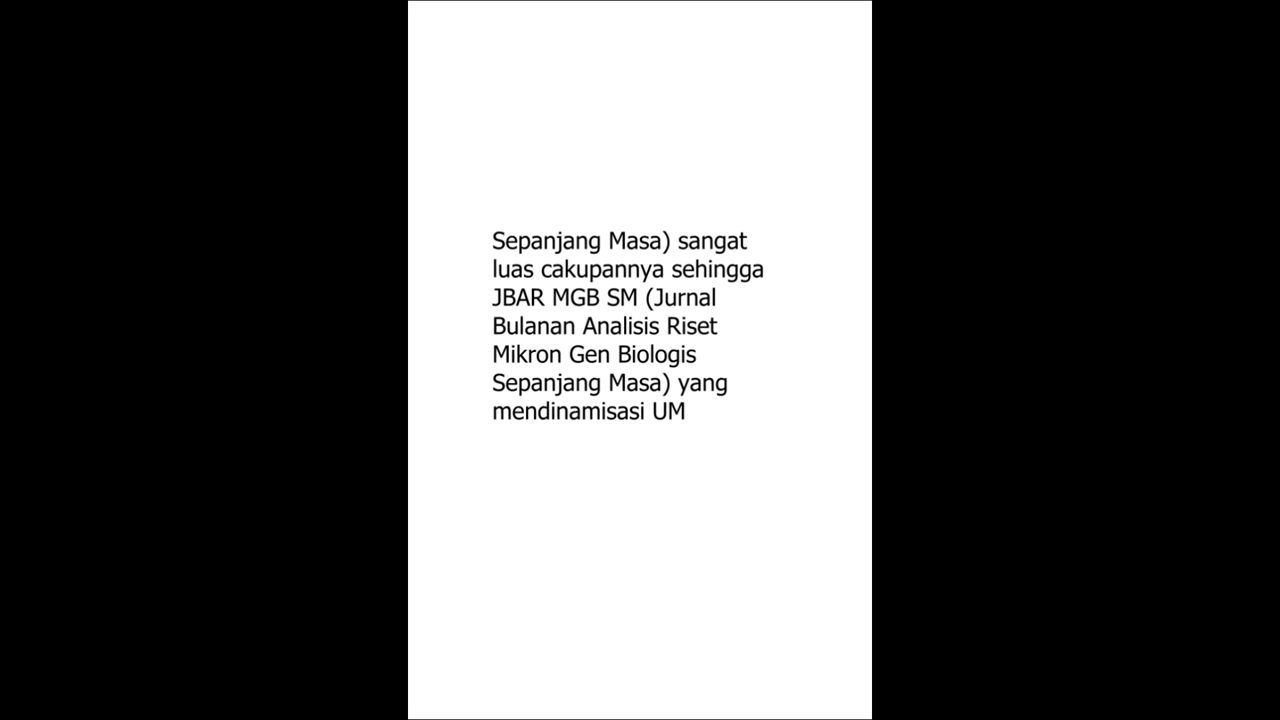 Sepanjang Masa) sangat
luas cakupannya sehingga
JBAR MGB SM (Jurnal
Bulanan Analisis Riset
Mikron Gen Biologis
Sepanjang Masa) yang
mendinamisasi UM